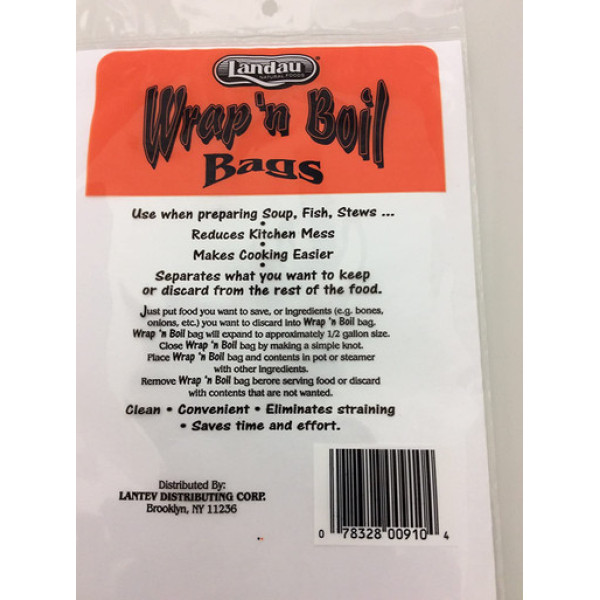 Landau
NATURAL FOODS
Wrap 'n Boil
Bags
Use when preparing Soup, Fish, Stews ...
•
Reduces Kitchen Mess
•
Makes Cooking Easier
•
Separates what you want to keep
or discard from the rest of the food.
Just put food you want to save, or ingredients (e.g. bones,
onions, etc.) you want to discard into Wrap 'n Boil bag.
Wrap 'n Boil bag will expand to approximately 1/2 gallon size.
Close Wrap 'n Boil bag by making a simple knot.
Place Wrap 'n Boil bag and contents in pot or steamer
with other ingredients.
Remove Wrap 'n Boil bag berore serving food or discard
with contents that are not wanted.
Clean • Convenient • Eliminates straining
• Saves time and effort.
Distributed By:
LANTEV DISTRIBUTING CORP.
Brooklyn, NY 11236
0 78328 00910 4